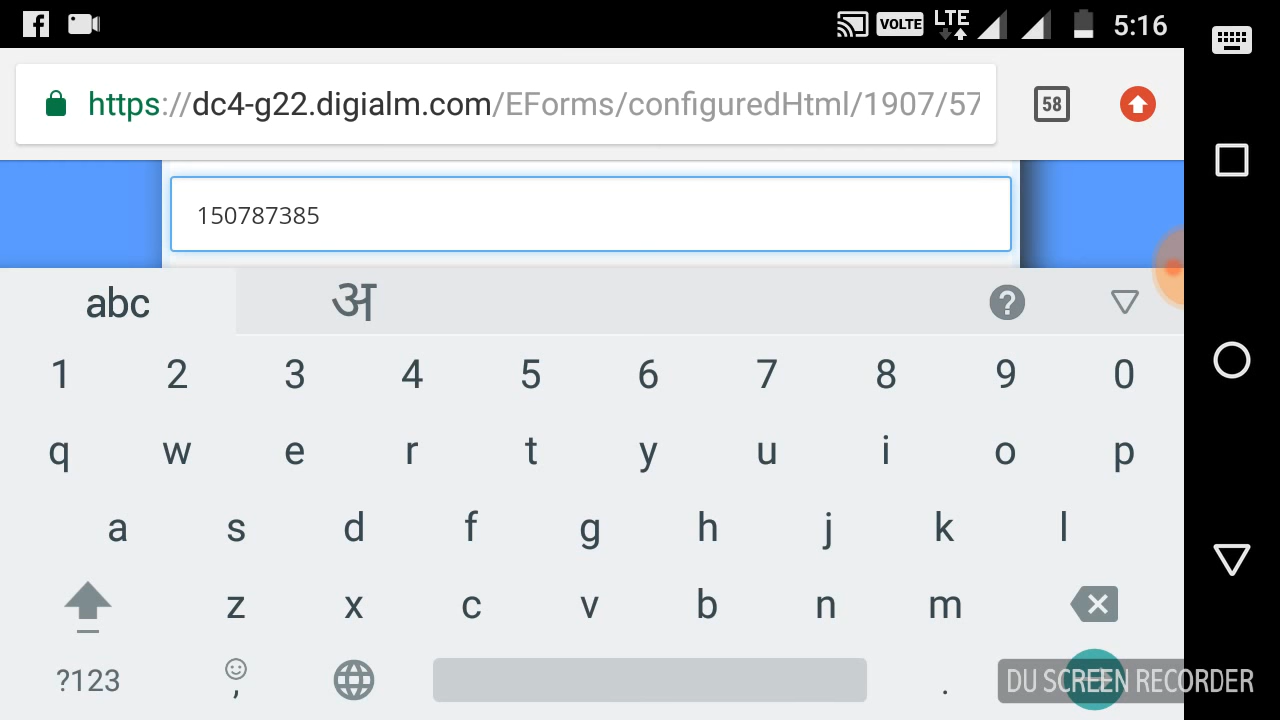 VOLTE LTE 5:16
https://dc4-g22.digialm.com/EForms/configuredHtml/1907/57 58
150787385
abc अ ?
1 2 3 4 5 6 7 8 9 0
q w e r t y u i o p
a s d f g h j k l
z x c v b n m
?123 , .
DU SCREEN RECORDER